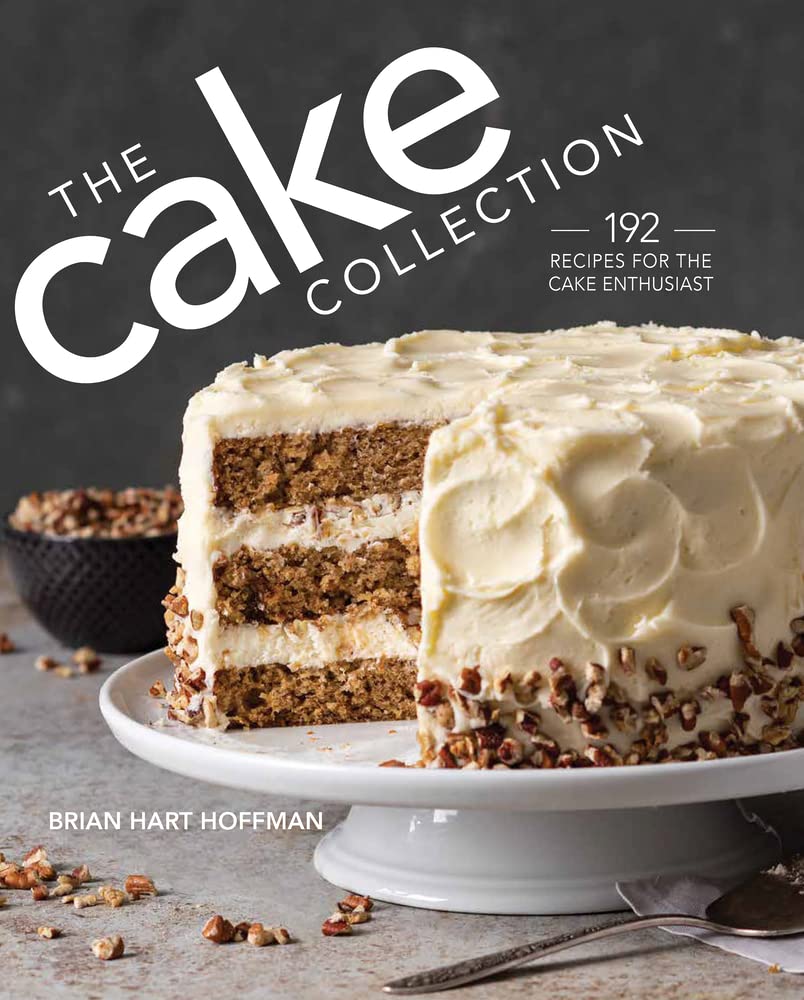 THE
cake
COLLECTION
192
RECIPES FOR THE
CAKE ENTHUSIAST
BRIAN HART HOFFMAN